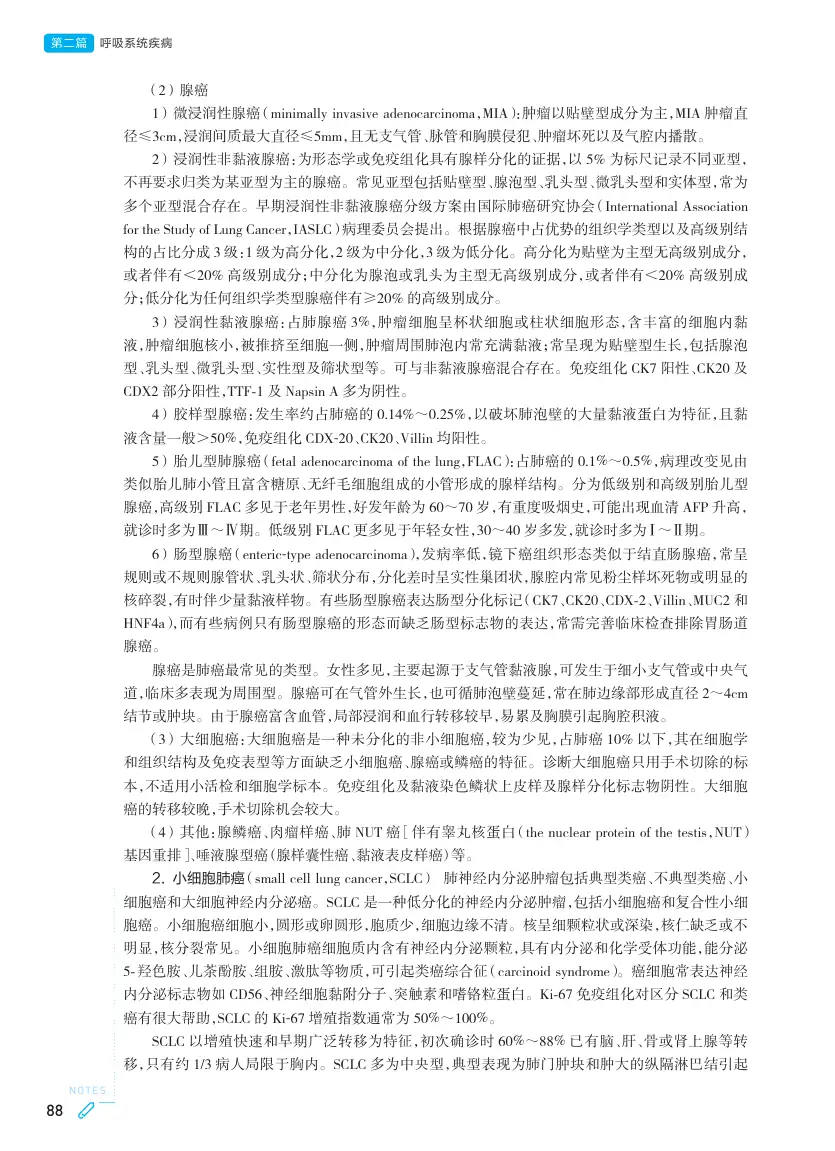 第二篇 呼吸系统疾病
（2）腺癌
1）微浸润性腺癌（minimally invasive adenocarcinoma，MIA）：肿瘤以贴壁型成分为主，MIA 肿瘤直
径≤3cm，浸润间质最大直径≤5mm，且无支气管、脉管和胸膜侵犯、肿瘤坏死以及气腔内播散。
2）浸润性非黏液腺癌：为形态学或免疫组化具有腺样分化的证据，以 5% 为标尺记录不同亚型，
不再要求归类为某亚型为主的腺癌。常见亚型包括贴壁型、腺泡型、乳头型、微乳头型和实体型，常为
多个亚型混合存在。早期浸润性非黏液腺癌分级方案由国际肺癌研究协会（International Association
for the Study of Lung Cancer，IASLC）病理委员会提出。根据腺癌中占优势的组织学类型以及高级别结
构的占比分成 3 级：1 级为高分化，2 级为中分化，3 级为低分化。高分化为贴壁为主型无高级别成分，
或者伴有＜20% 高级别成分；中分化为腺泡或乳头为主型无高级别成分，或者伴有＜20% 高级别成
分；低分化为任何组织学类型腺癌伴有≥20% 的高级别成分。
3）浸润性黏液腺癌：占肺腺癌 3%，肿瘤细胞呈杯状细胞或柱状细胞形态，含丰富的细胞内黏
液，肿瘤细胞核小，被推挤至细胞一侧，肿瘤周围肺泡内常充满黏液；常呈现为贴壁型生长，包括腺泡
型、乳头型、微乳头型、实性型及筛状型等。可与非黏液腺癌混合存在。免疫组化 CK7 阳性、CK20 及
CDX2 部分阳性，TTF-1 及 Napsin A 多为阴性。
4）胶样型腺癌：发生率约占肺癌的 0.14%～0.25%，以破坏肺泡壁的大量黏液蛋白为特征，且黏
液含量一般＞50%，免疫组化 CDX-20、CK20、Villin 均阳性。
5）胎儿型肺腺癌（fetal adenocarcinoma of the lung，FLAC）：占肺癌的 0.1%～0.5%，病理改变见由
类似胎儿肺小管且富含糖原、无纤毛细胞组成的小管形成的腺样结构。分为低级别和高级别胎儿型
腺癌，高级别 FLAC 多见于老年男性，好发年龄为 60～70 岁，有重度吸烟史，可能出现血清 AFP 升高，
就诊时多为Ⅲ～Ⅳ期。低级别 FLAC 更多见于年轻女性，30～40 岁多发，就诊时多为Ⅰ～Ⅱ期。
6）肠型腺癌（enteric-type adenocarcinoma），发病率低，镜下癌组织形态类似于结直肠腺癌，常呈
规则或不规则腺管状、乳头状、筛状分布，分化差时呈实性巢团状，腺腔内常见粉尘样坏死物或明显的
核碎裂，有时伴少量黏液样物。有些肠型腺癌表达肠型分化标记（CK7、CK20、CDX-2、Villin、MUC2 和
HNF4a），而有些病例只有肠型腺癌的形态而缺乏肠型标志物的表达，常需完善临床检查排除胃肠道
腺癌。
腺癌是肺癌最常见的类型。女性多见，主要起源于支气管黏液腺，可发生于细小支气管或中央气
道，临床多表现为周围型。腺癌可在气管外生长，也可循肺泡壁蔓延，常在肺边缘部形成直径 2～4cm
结节或肿块。由于腺癌富含血管，局部浸润和血行转移较早，易累及胸膜引起胸腔积液。
（3）大细胞癌：大细胞癌是一种未分化的非小细胞癌，较为少见，占肺癌 10% 以下，其在细胞学
和组织结构及免疫表型等方面缺乏小细胞癌、腺癌或鳞癌的特征。诊断大细胞癌只用手术切除的标
本，不适用小活检和细胞学标本。免疫组化及黏液染色鳞状上皮样及腺样分化标志物阴性。大细胞
癌的转移较晚，手术切除机会较大。
（4）其他：腺鳞癌、肉瘤样癌、肺 NUT 癌［伴有睾丸核蛋白（the nuclear protein of the testis，NUT）
基因重排］、唾液腺型癌（腺样囊性癌、黏液表皮样癌）等。
2. 小细胞肺癌（small cell lung cancer，SCLC） 肺神经内分泌肿瘤包括典型类癌、不典型类癌、小
细胞癌和大细胞神经内分泌癌。SCLC 是一种低分化的神经内分泌肿瘤，包括小细胞癌和复合性小细
胞癌。小细胞癌细胞小，圆形或卵圆形，胞质少，细胞边缘不清。核呈细颗粒状或深染，核仁缺乏或不
明显，核分裂常见。小细胞肺癌细胞质内含有神经内分泌颗粒，具有内分泌和化学受体功能，能分泌
5-羟色胺、儿茶酚胺、组胺、激肽等物质，可引起类癌综合征（carcinoid syndrome）。癌细胞常表达神经
内分泌标志物如 CD56、神经细胞黏附分子、突触素和嗜铬粒蛋白。Ki-67 免疫组化对区分 SCLC 和类
癌有很大帮助，SCLC 的 Ki-67 增殖指数通常为 50%～100%。
SCLC 以增殖快速和早期广泛转移为特征，初次确诊时 60%～88% 已有脑、肝、骨或肾上腺等转
移，只有约 1/3 病人局限于胸内。SCLC 多为中央型，典型表现为肺门肿块和肿大的纵隔淋巴结引起
NOTES
88